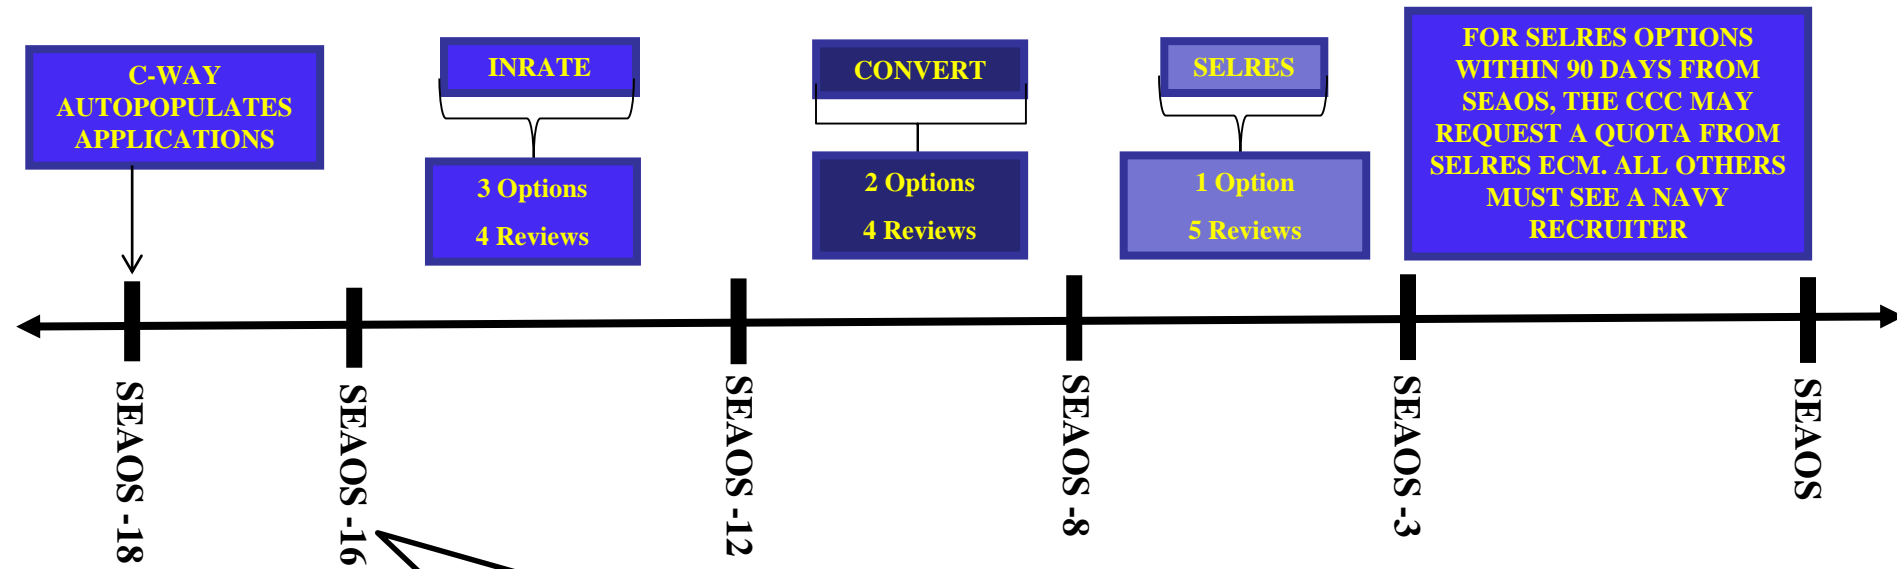 C-WAY
AUTOPOPULATES
APPLICATIONS
INRATE
3 Options
4 Reviews
CONVERT
2 Options
4 Reviews
SELRES
1 Option
5 Reviews
FOR SELRES OPTIONS
WITHIN 90 DAYS FROM
SEAOS, THE CCC MAY
REQUEST A QUOTA FROM
SELRES ECM. ALL OTHERS
MUST SEE A NAVY
RECRUITER
SEAOS -18
SEAOS -16
SEAOS -12
SEAOS -8
SEAOS -3
SEAOS